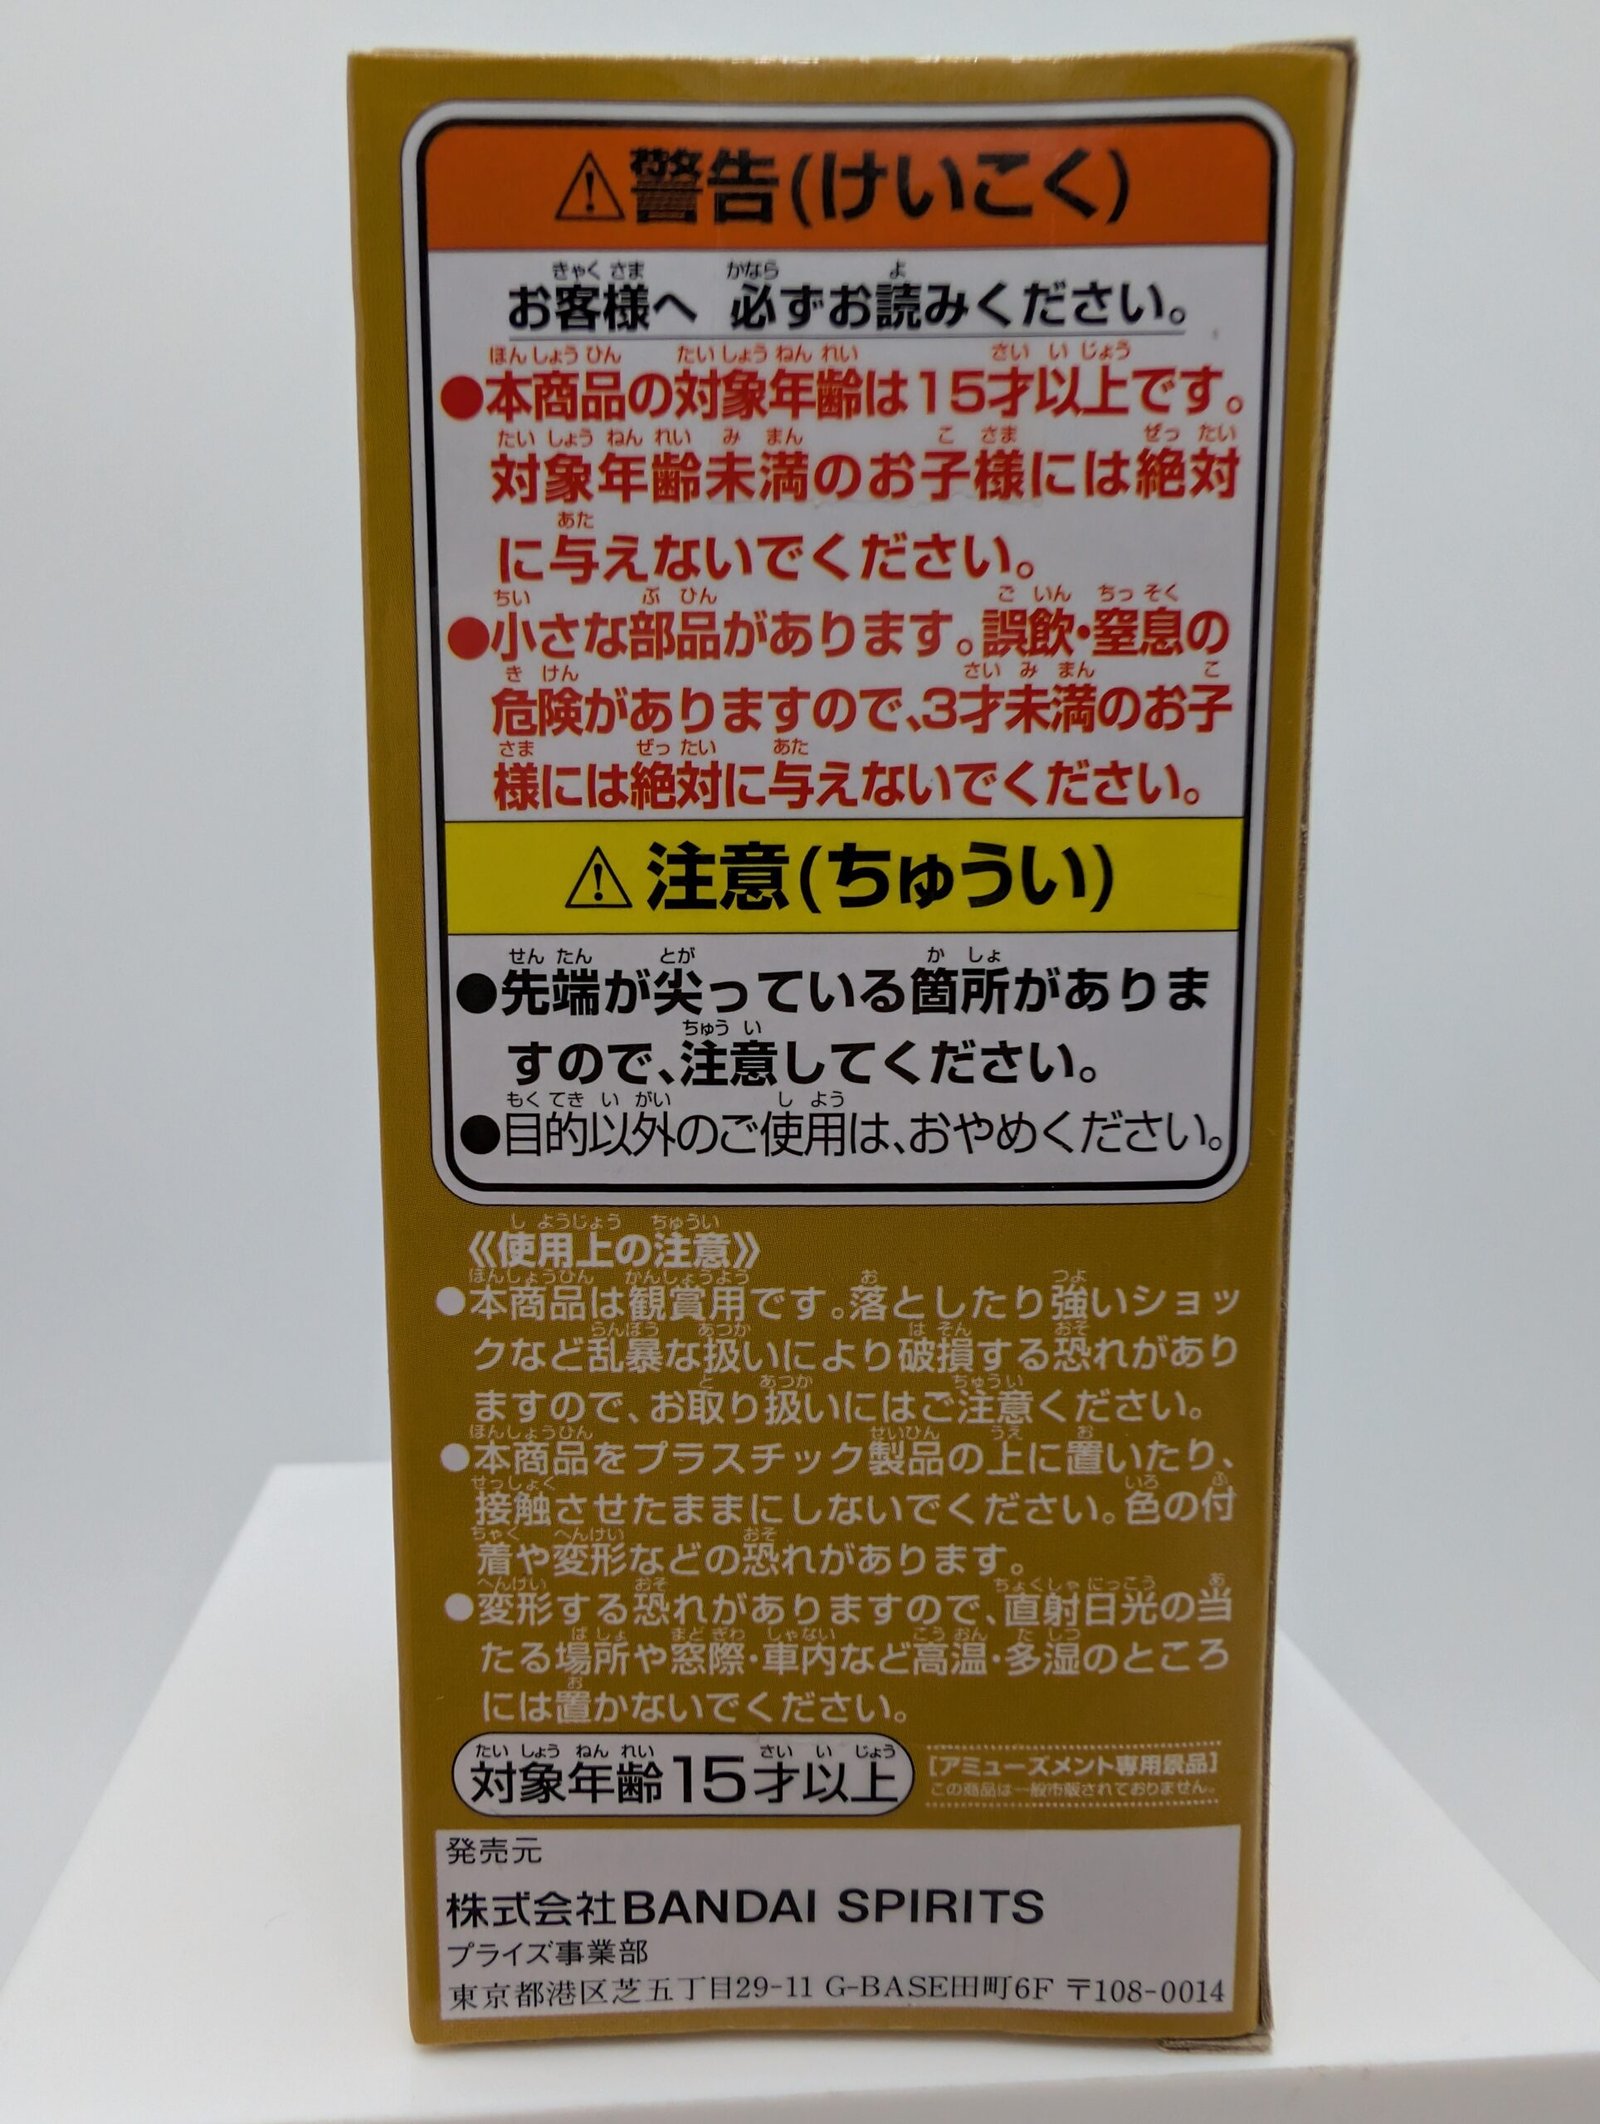 ⚠警告(けいこく)
お客様へ 必ずお読みください。
●本商品の対象年齢は15才以上です。
対象年齢未満のお子様には絶対
に与えないでください。
●小さな部品があります。誤飲・窒息の
危険がありますので、3才未満のお子
様には絶対に与えないでください。
⚠注意(ちゅうい)
●先端が尖っている箇所がありま
すので、注意してください。
●目的以外のご使用は、おやめください。
《使用上の注意》
●本商品は観賞用です。落としたり強いショッ
クなど乱暴な扱いにより破損する恐れがあり
ますので、お取り扱いにはご注意ください。
●本商品をプラスチック製品の上に置いたり、
接触させたままにしないでください。色の付
着や変形などの恐れがあります。
●変形する恐れがありますので、直射日光の当
たる場所や窓際・車内など高温・多湿のところ
には置かないでください。
対象年齢15才以上
[アミューズメント専用景品]
この商品は一般市販されておりません。
発売元
株式会社BANDAI SPIRITS
プライズ事業部
東京都港区芝五丁目29-11 G-BASE田町6F 〒108-0014